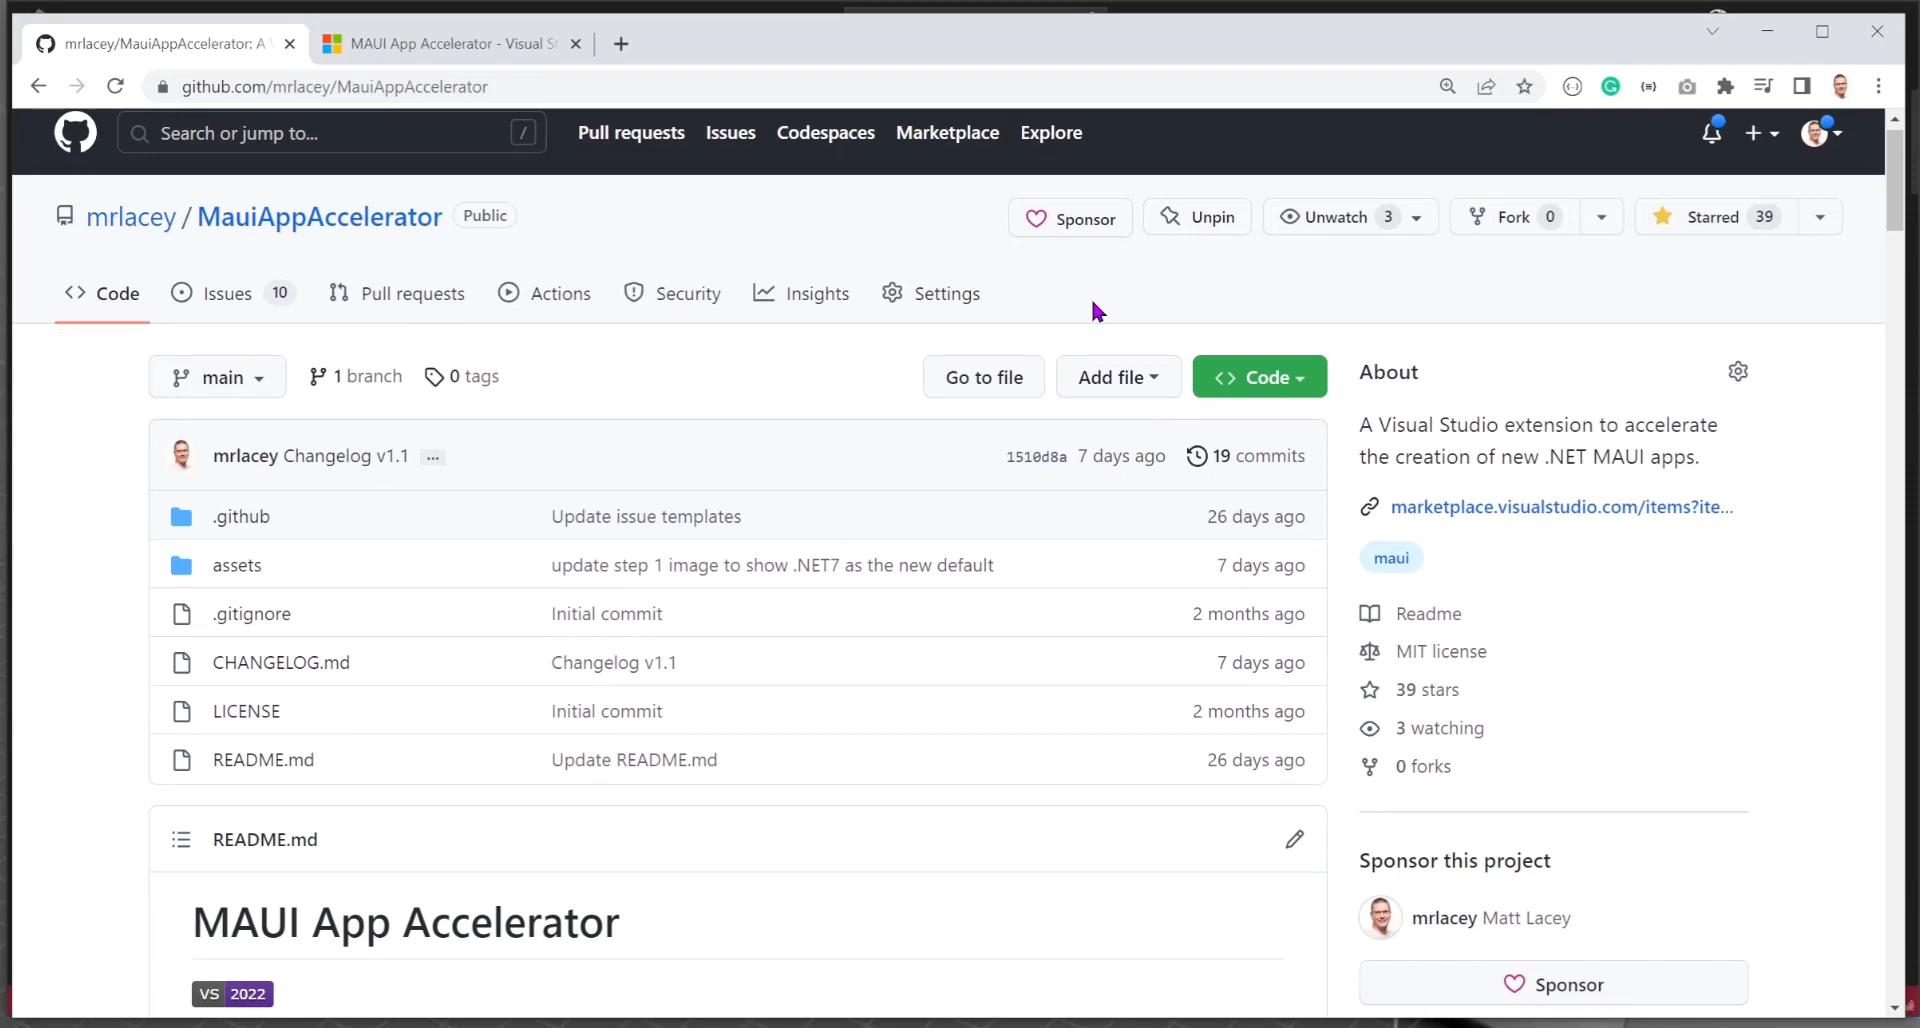 mrlacey/MauiAppAccelerator: A
MAUI App Accelerator - Visual St
github.com/mrlacey/MauiAppAccelerator
Search or jump to...
/
Pull requests
Issues
Codespaces
Marketplace
Explore
mrlacey / MauiAppAccelerator
Public
Sponsor
Unpin
Unwatch 3
Fork 0
Starred 39
Code
Issues 10
Pull requests
Actions
Security
Insights
Settings
main
1 branch
0 tags
Go to file
Add file
Code
mrlacey Changelog v1.1 ...
1510d8a 7 days ago
19 commits
.github Update issue templates 26 days ago
assets update step 1 image to show .NET7 as the new default 7 days ago
.gitignore Initial commit 2 months ago
CHANGELOG.md Changelog v1.1 7 days ago
LICENSE Initial commit 2 months ago
README.md Update README.md 26 days ago
README.md
MAUI App Accelerator
VS 2022
About
A Visual Studio extension to accelerate
the creation of new .NET MAUI apps.
marketplace.visualstudio.com/items?ite...
maui
Readme
MIT license
39 stars
3 watching
0 forks
Sponsor this project
mrlacey Matt Lacey
Sponsor